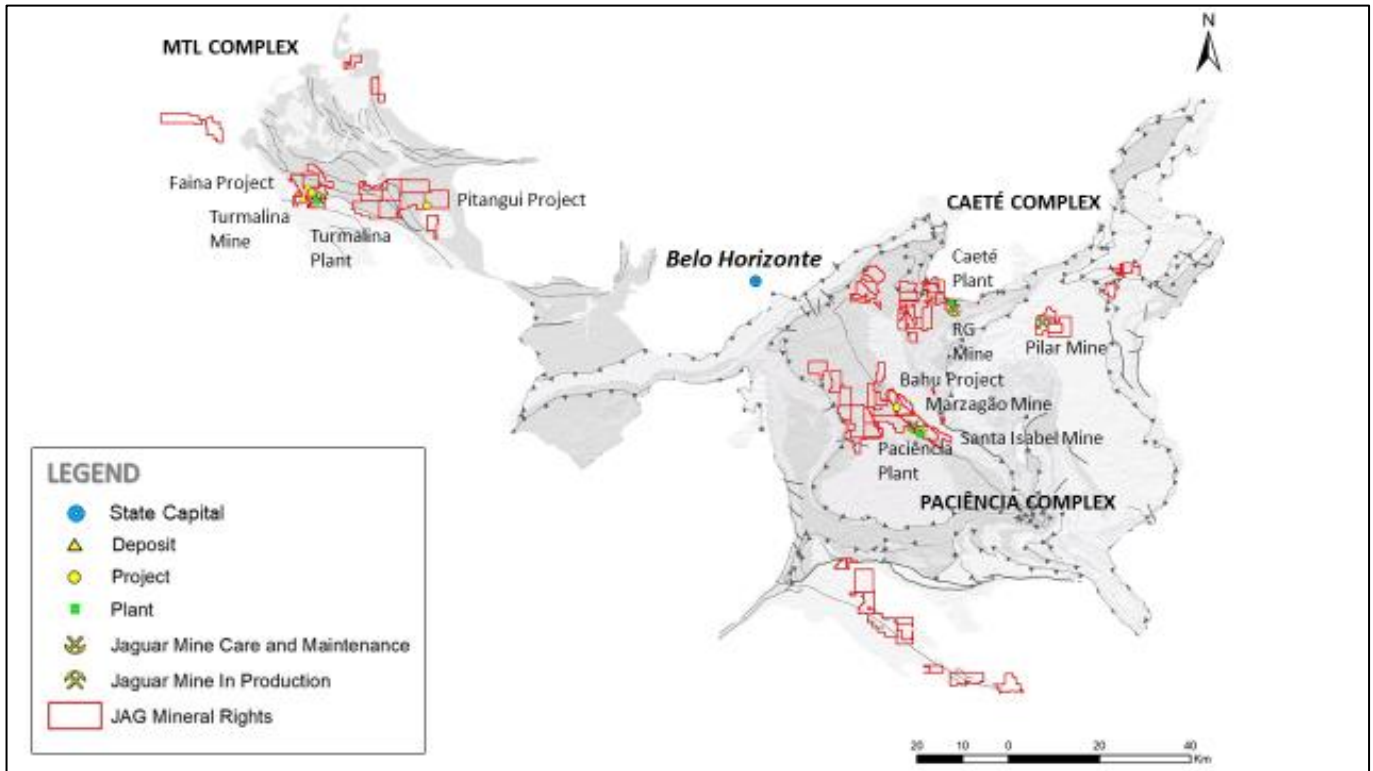 MTL COMPLEX
N
Faina Project
Turmalina
Mine
Turmalina
Plant
Pitangui Project
Belo Horizonte
CAETÉ COMPLEX
Caeté
Plant
RG
Mine
Pilar Mine
Bahu Project
Marzagão Mine
Santa Isabel Mine
Paciência
Plant
PACIÊNCIA COMPLEX
LEGEND
State Capital
Deposit
Project
Plant
Jaguar Mine Care and Maintenance
Jaguar Mine In Production
JAG Mineral Rights
20 10 0 20 40
Km